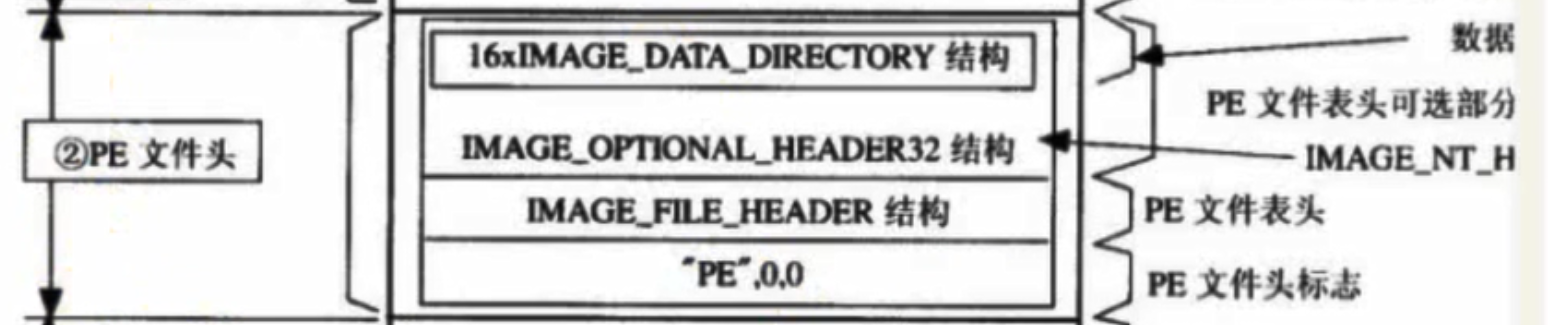 16xIMAGE_DATA_DIRECTORY 结构
数据
PE 文件表头可选部分
②PE 文件头
IMAGE_OPTIONAL_HEADER32 结构
IMAGE_NT_H
IMAGE_FILE_HEADER 结构
PE 文件表头
"PE",0,0
PE 文件头标志